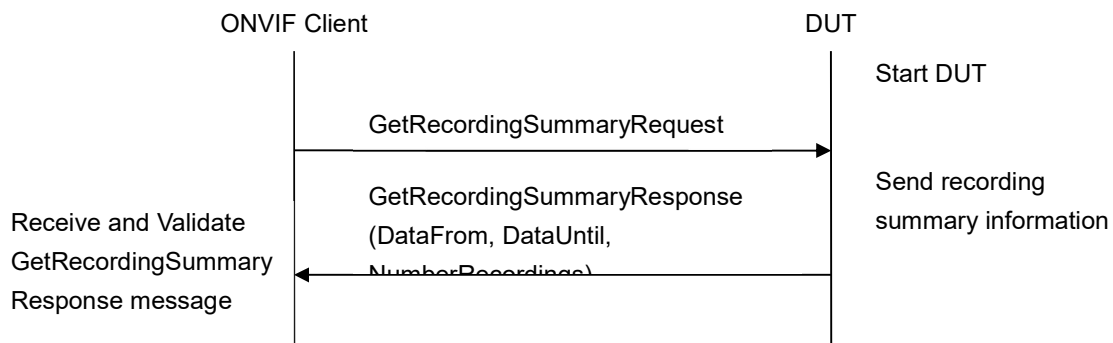 ONVIF Client
DUT
Start DUT
GetRecordingSummaryRequest
GetRecordingSummaryResponse
(DataFrom, DataUntil,
NumberRecordings)
Send recording
summary information
Receive and Validate
GetRecordingSummary
Response message